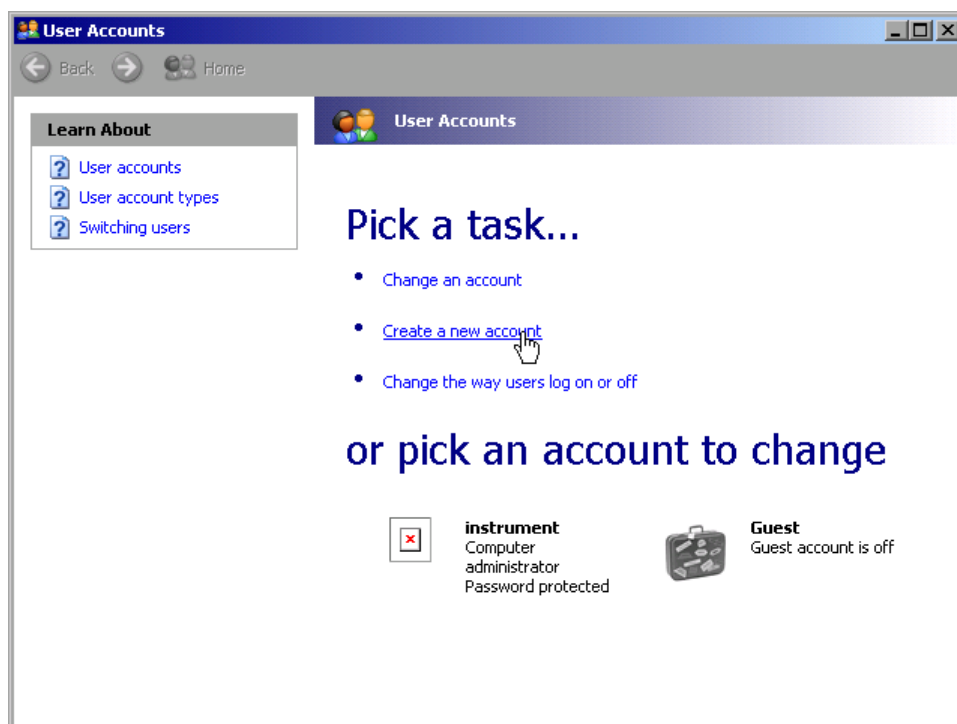 User Accounts
Back Home
Learn About
User accounts
User account types
Switching users
User Accounts
Pick a task...
Change an account
Create a new account
Change the way users log on or off
or pick an account to change
instrument
Computer
administrator
Password protected
Guest
Guest account is off